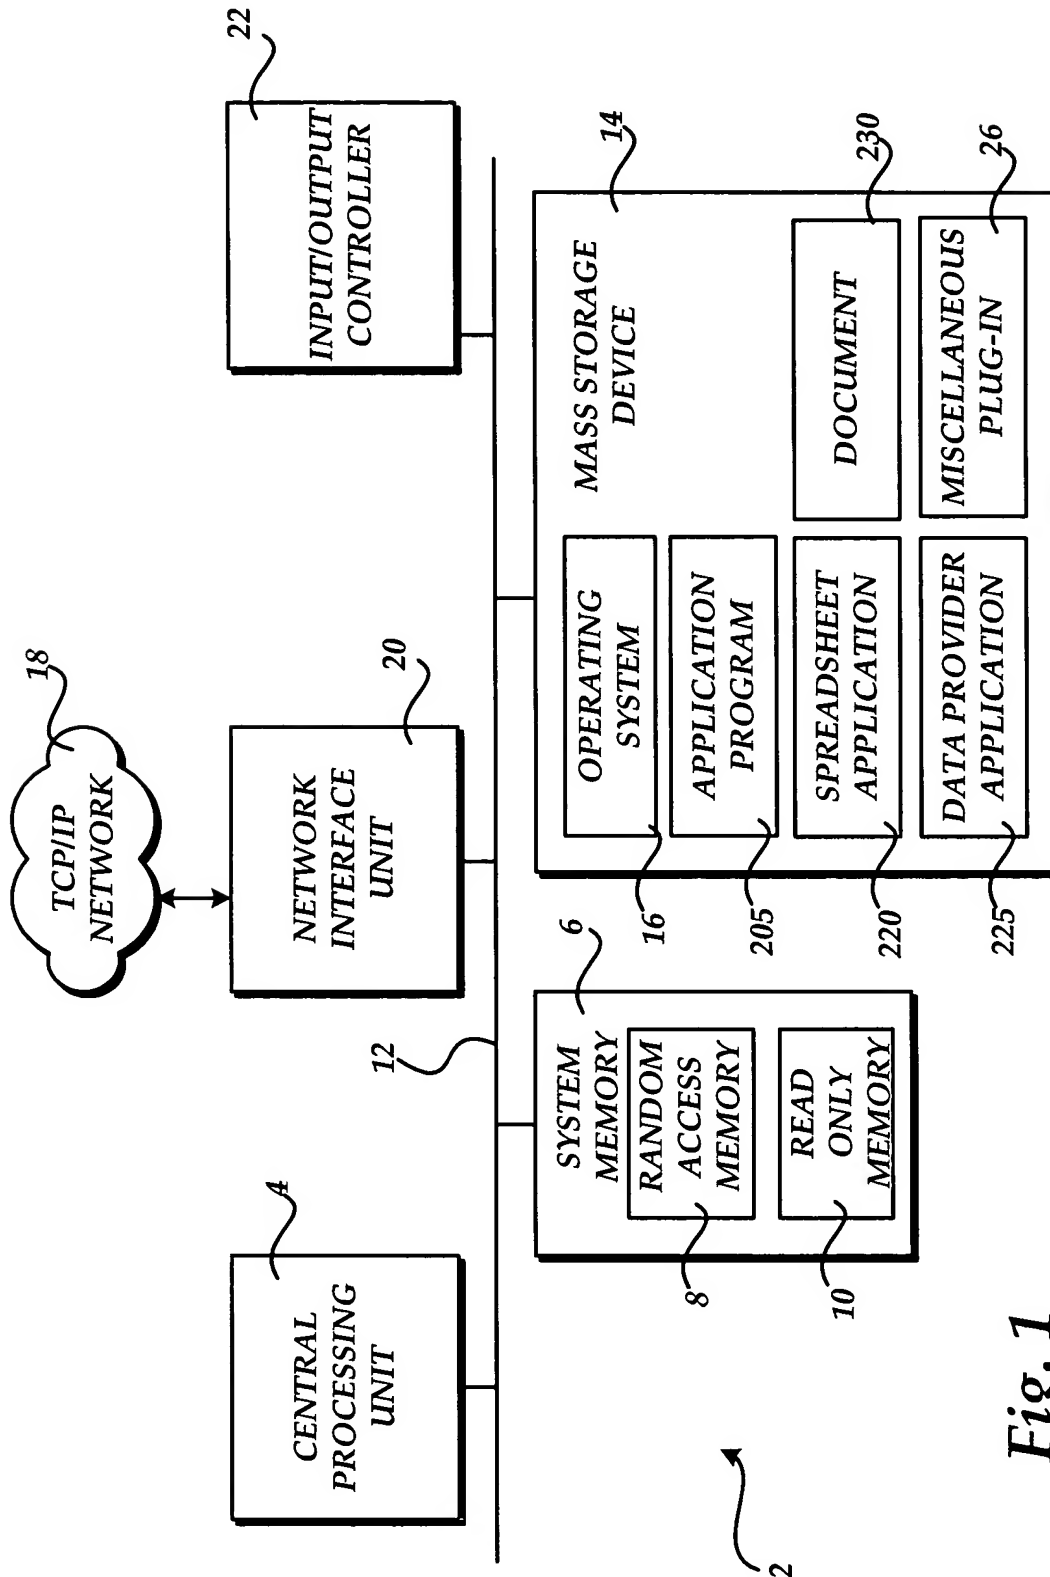 18
TCP/IP
NETWORK
4
CENTRAL
PROCESSING
UNIT
20
NETWORK
INTERFACE
UNIT
22
INPUT/OUTPUT
CONTROLLER
12
6
SYSTEM
MEMORY
RANDOM
ACCESS
MEMORY
8
READ
ONLY
MEMORY
10
14
MASS STORAGE
DEVICE
OPERATING
SYSTEM
16
APPLICATION
PROGRAM
205
SPREADSHEET
APPLICATION
220
DOCUMENT
230
DATA PROVIDER
APPLICATION
225
MISCELLANEOUS
PLUG-IN
26
2
Fig. 1